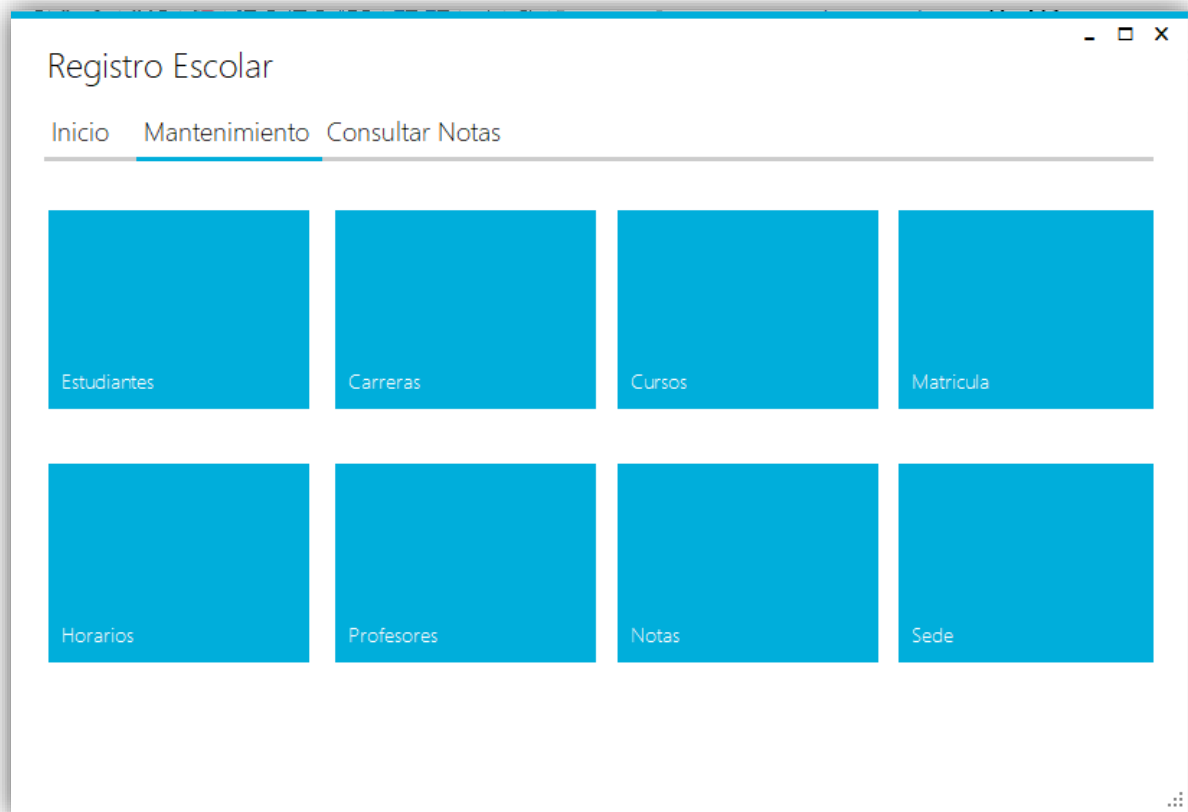 Registro Escolar
Inicio Mantenimiento Consultar Notas
Estudiantes Carreras Cursos Matricula
Horarios Profesores Notas Sede